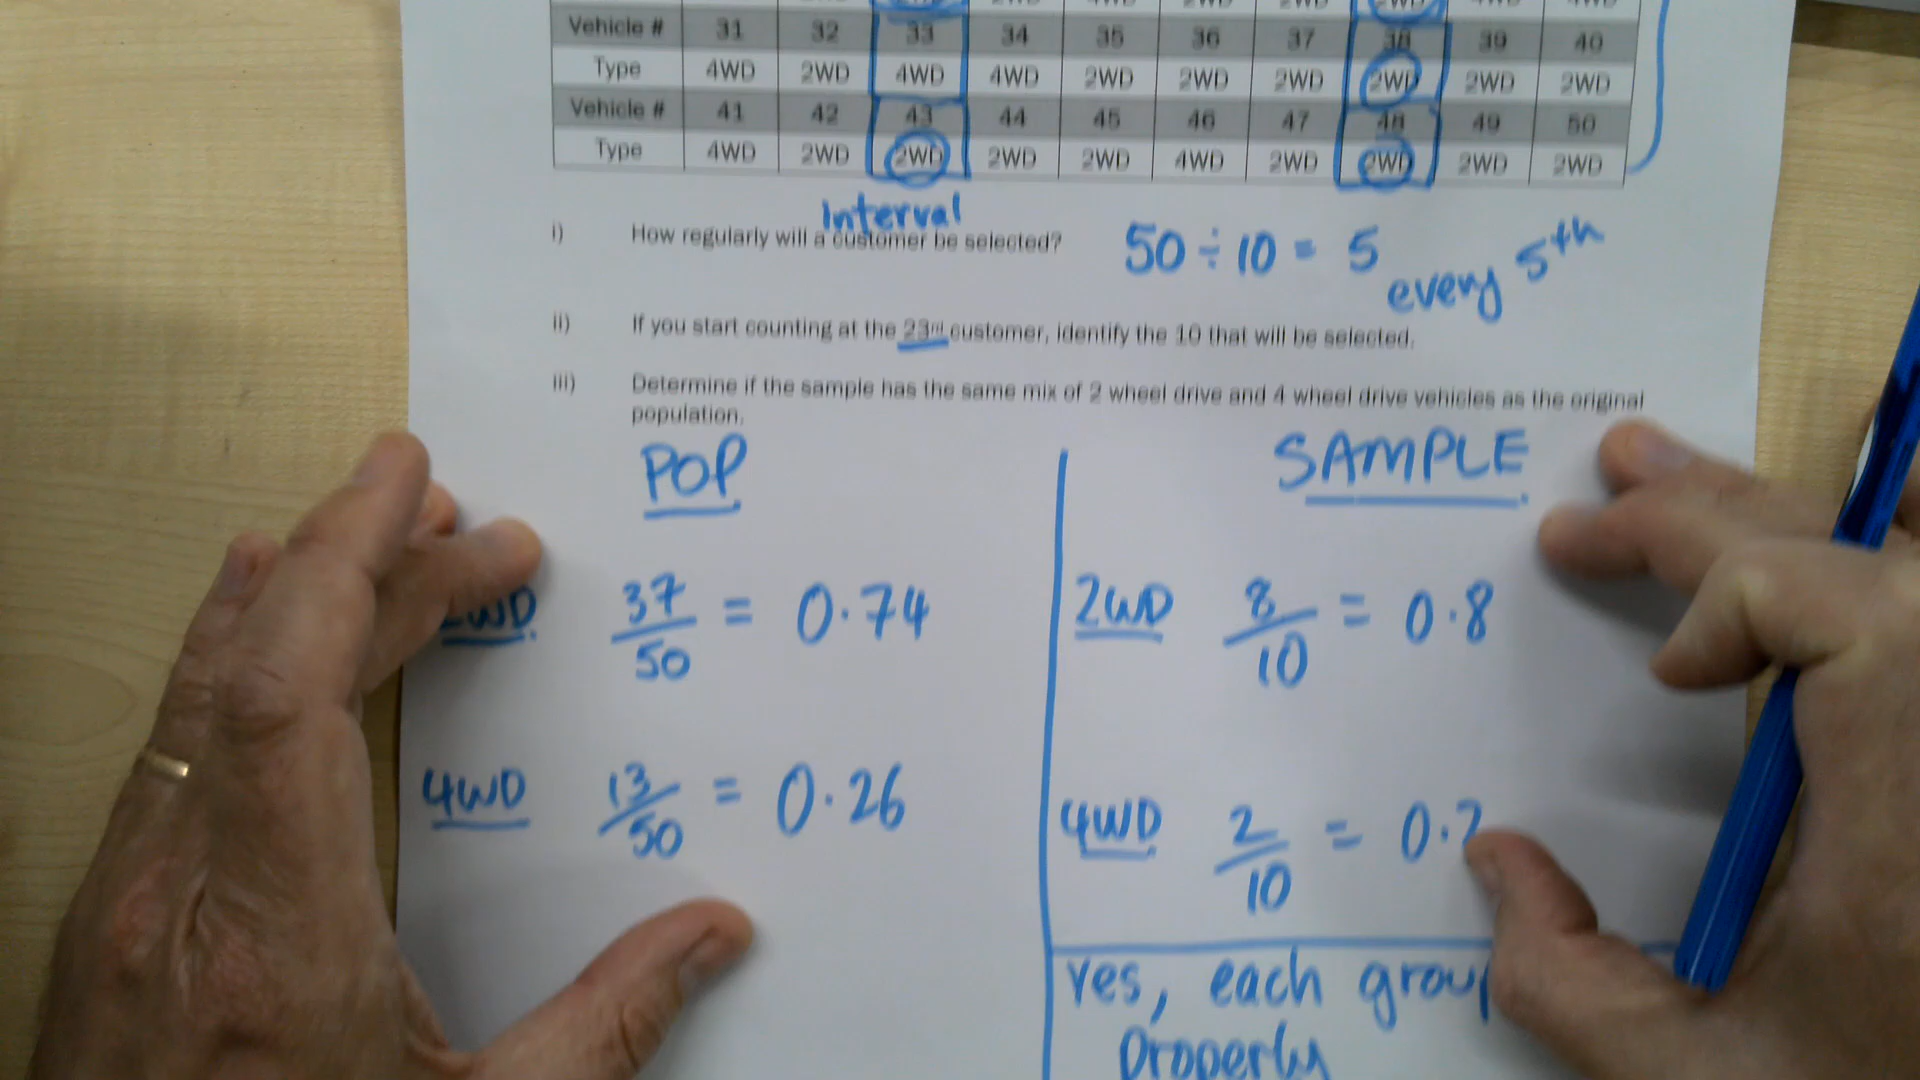 Vehicle # 31 32 33 34 35 36 37 38 39 40
Type 4WD 2WD 4WD 4WD 2WD 2WD 2WD 2WD 2WD 2WD
Vehicle # 41 42 43 44 45 46 47 48 49 50
Type 4WD 2WD 2WD 2WD 2WD 4WD 2WD 2WD 2WD 2WD
Interval
i) How regularly will a customer be selected? 50 ÷ 10 = 5
every 5th
ii) If you start counting at the 23rd customer, identify the 10 that will be selected.
iii) Determine if the sample has the same mix of 2 wheel drive and 4 wheel drive vehicles as the original
population.
POP
WD 37/50 = 0.74
4WD 13/50 = 0.26
SAMPLE
2WD 8/10 = 0.8
4WD 2/10 = 0.2
Yes, each group
Properly